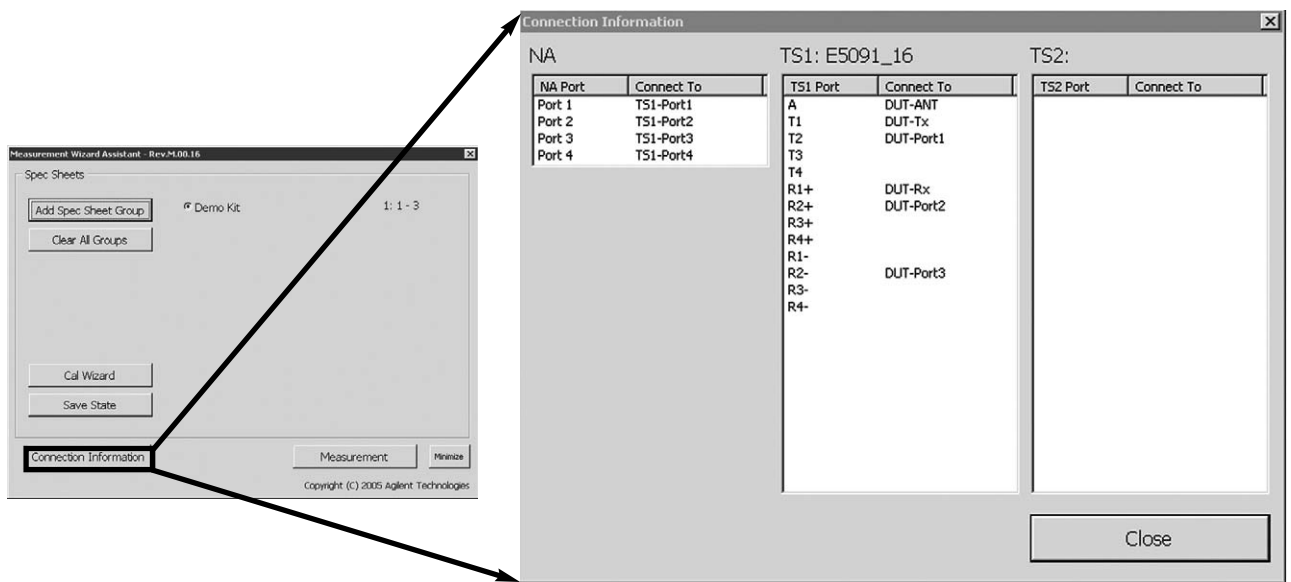 Measurement Wizard Assistant - Rev.M.00.16
Spec Sheets
Add Spec Sheet Group
Demo Kit
1: 1 - 3
Clear All Groups
Cal Wizard
Save State
Connection Information
Measurement
Minimize
Copyright (C) 2005 Agilent Technologies
Connection Information
NA
NA Port Connect To
Port 1 TS1-Port1
Port 2 TS1-Port2
Port 3 TS1-Port3
Port 4 TS1-Port4
TS1: E5091_16
TS1 Port Connect To
A DUT-ANT
T1 DUT-Tx
T2 DUT-Port1
T3
T4
R1+ DUT-Rx
R2+ DUT-Port2
R3+
R4+
R1-
R2- DUT-Port3
R3-
R4-
TS2:
TS2 Port Connect To
Close